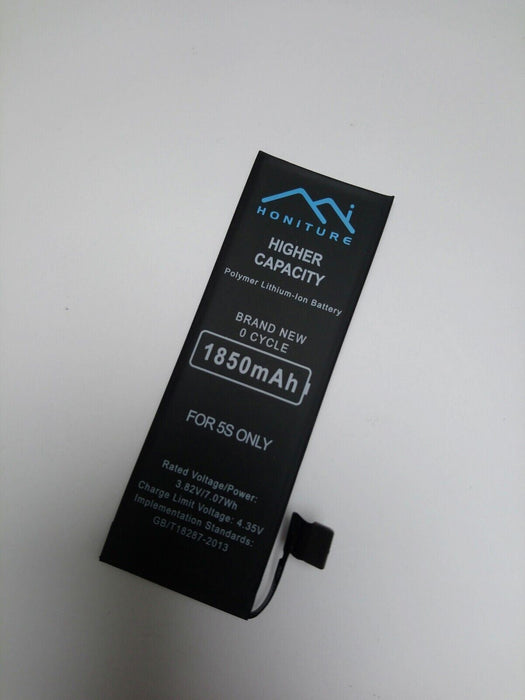 HONITURE
HIGHER
CAPACITY
Polymer Lithium-Ion Battery
BRAND NEW
0 CYCLE
1850mAh
FOR 5S ONLY
Rated Voltage/Power:
3.82V/7.07Wh
Charge Limit Voltage: 4.35V
Implementation Standards:
GB/T18287-2013